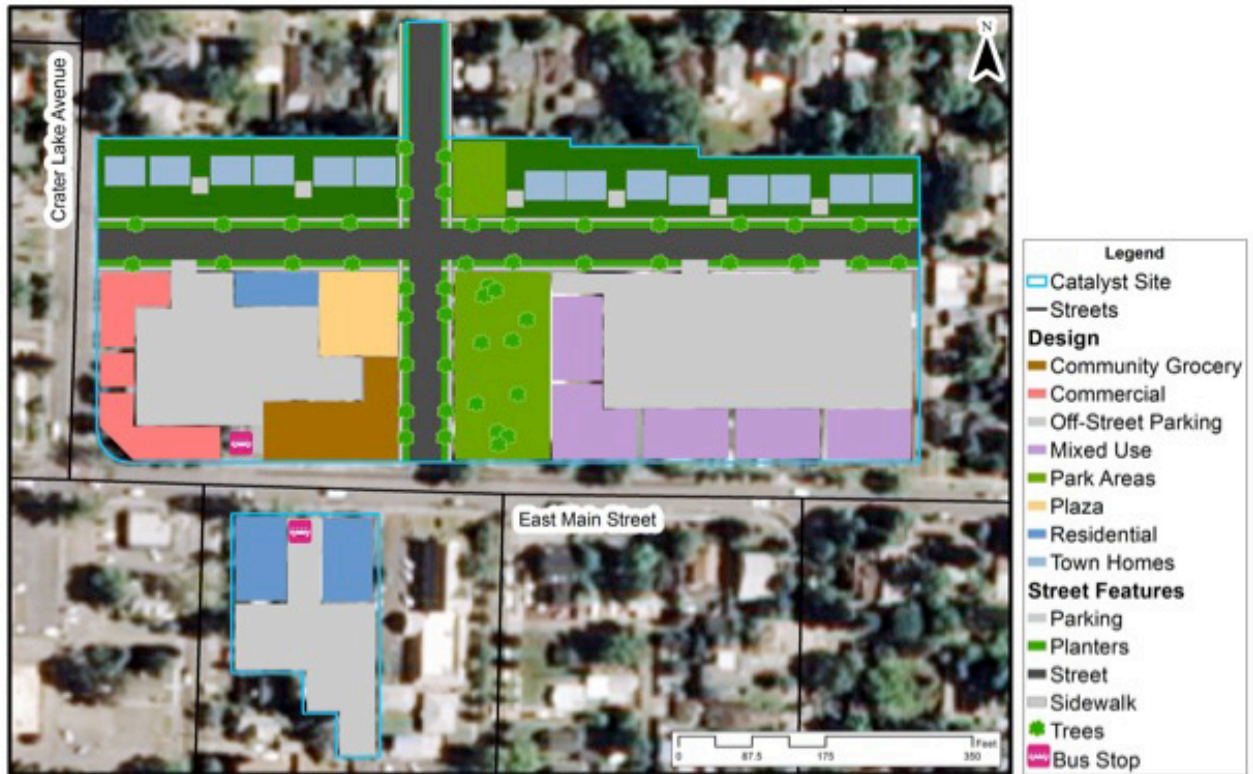 N
Crater Lake Avenue
East Main Street
Feet
0 87.5 175 350
Legend
Catalyst Site
Streets
Design
Community Grocery
Commercial
Off-Street Parking
Mixed Use
Park Areas
Plaza
Residential
Town Homes
Street Features
Parking
Planters
Street
Sidewalk
Trees
Bus Stop